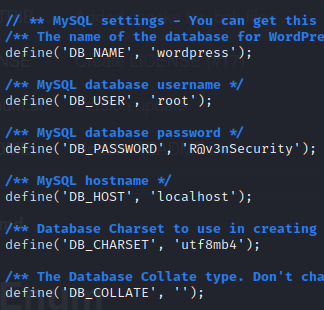 // ** MySQL settings - You can get this
/** The name of the database for WordPre
define('DB_NAME', 'wordpress');
/** MySQL database username */
define('DB_USER', 'root');
/** MySQL database password */
define('DB_PASSWORD', 'R@v3nSecurity');
/** MySQL hostname */
define('DB_HOST', 'localhost');
/** Database Charset to use in creating
define('DB_CHARSET', 'utf8mb4');
/** The Database Collate type. Don't cha
define('DB_COLLATE', '');